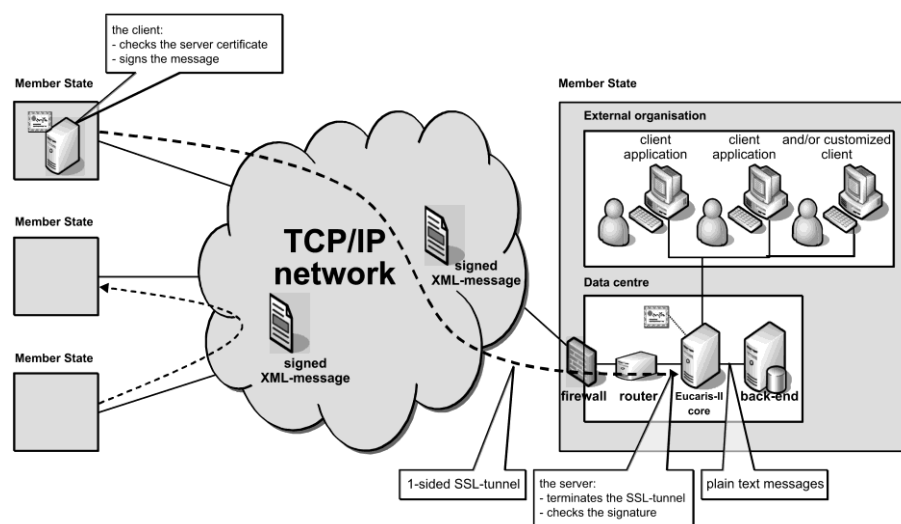 the client:
- checks the server certificate
- signs the message
Member State
Member State
External organisation
client
application
client
application
and/or customized
client
Member State
TCP/IP
network
signed
XML-message
signed
XML-message
Data centre
Member State
firewall
router
Eucaris-II
core
back-end
1-sided SSL-tunnel
the server:
- terminates the SSL-tunnel
- checks the signature
plain text messages